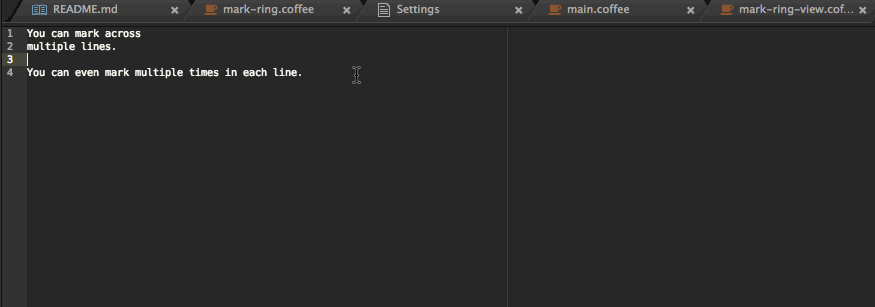 README.md
mark-ring.coffee
Settings
main.coffee
mark-ring-view.cof...
1 You can mark across
2 multiple lines.
3
4 You can even mark multiple times in each line.